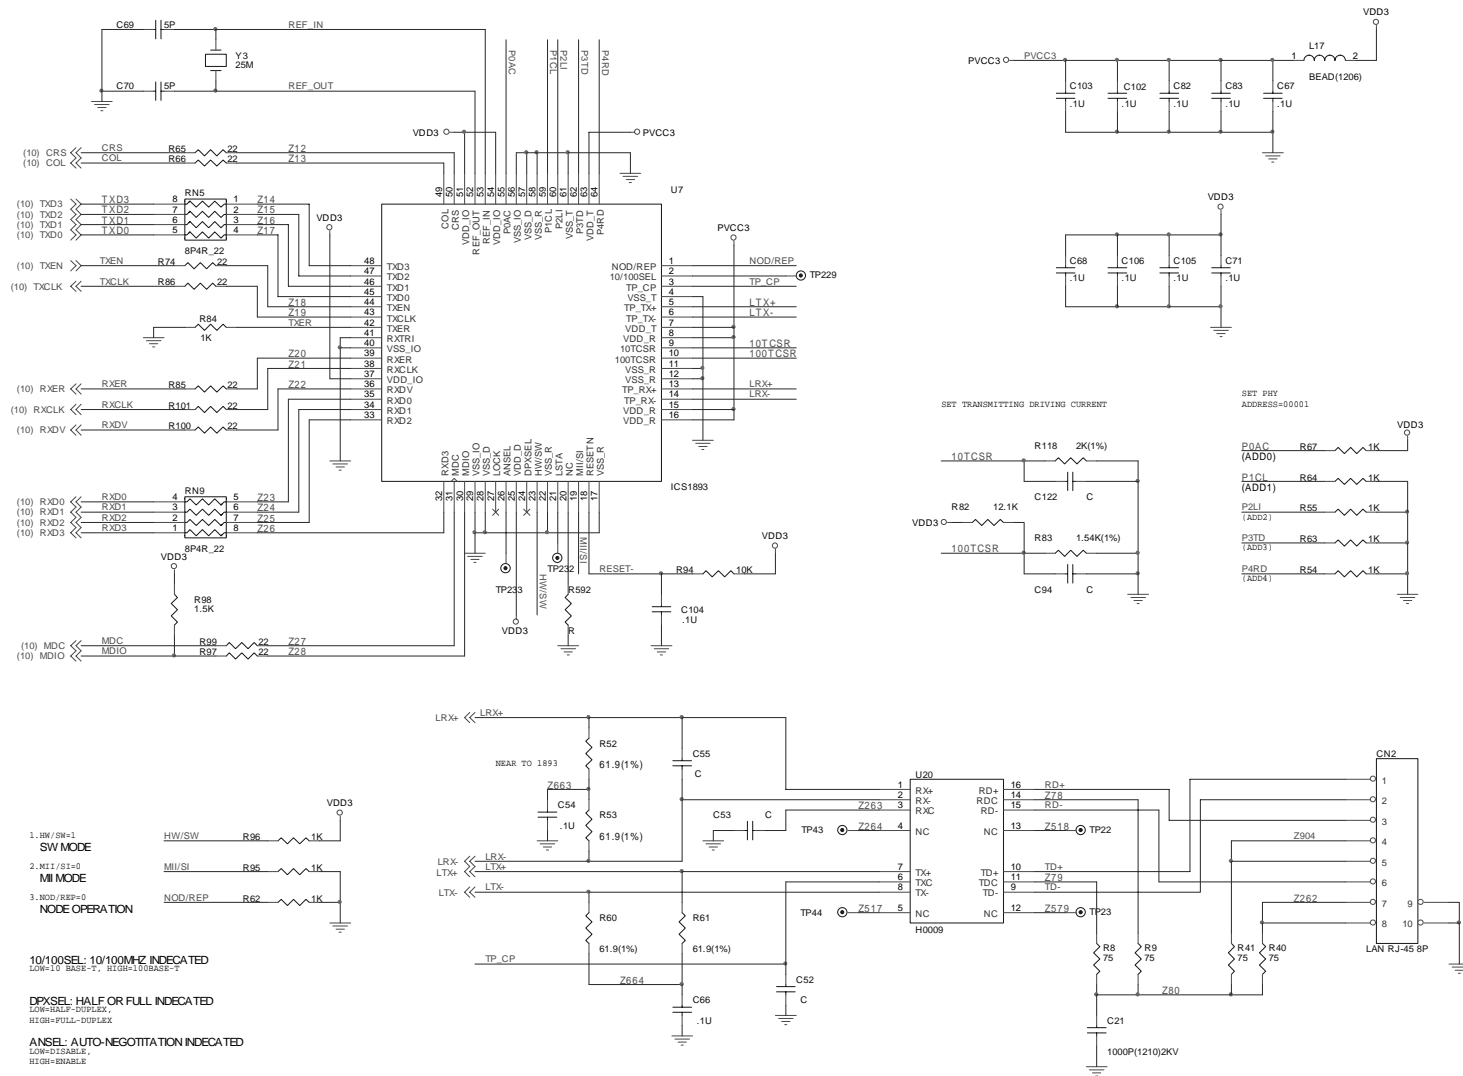 C69 5P REF_IN
Y3
25M
C70 5P REF_OUT
P0AC P1CL P2LI P3TD P4RD
VDD3 PVCC3
(10) CRS CRS R65 22 Z12
(10) COL COL R66 22 Z13
RN5
(10) TXD3 TXD3 8 1 Z14
(10) TXD2 TXD2 7 2 Z15
(10) TXD1 TXD1 6 3 Z16
(10) TXD0 TXD0 5 4 Z17
8P4R_22
VDD3
(10) TXEN TXEN R74 22 Z18
(10) TXCLK TXCLK R86 22 Z19
R84 1K TXER
(10) RXER RXER R85 22 Z20
(10) RXCLK RXCLK R101 22 Z21
(10) RXDV RXDV R100 22 Z22
RN9
(10) RXD0 RXD0 4 5 Z23
(10) RXD1 RXD1 3 6 Z24
(10) RXD2 RXD2 2 7 Z25
(10) RXD3 RXD3 1 8 Z26
8P4R_22
VDD3
R98
1.5K
(10) MDC MDC R99 22 Z27
(10) MDIO MDIO R97 22 Z28
U7
49 COL
50 CRS
51 VDD_IO
52 REF_OUT
53 REF_IN
54 VDD_IO
55 P0AC
56 VSS_IO
57 VSS_D
58 VSS_R
59 P1CL
60 P2LI
61 VSS_T
62 P3TD
63 VDD_T
64 P4RD
48 TXD3
47 TXD2
46 TXD1
45 TXD0
44 TXEN
43 TXCLK
42 TXER
41 RXTRI
40 VSS_IO
39 RXER
38 RXCLK
37 VDD_IO
36 RXDV
35 RXD0
34 RXD1
33 RXD2
PVCC3
NOD/REP 1 NOD/REP
10/100SEL 2 TP229
TP_CP 3 TP_CP
VSS_T 4
TP_TX+ 5 LTX+
TP_TX- 6 LTX-
VDD_T 7
VDD_R 8
10TCSR 9 10TCSR
100TCSR 10 100TCSR
VSS_R 11
VSS_R 12
TP_RX+ 13 LRX+
TP_RX- 14 LRX-
VDD_R 15
VDD_R 16
RXD3 32
MDC 31
MDIO 30
VSS_IO 29
VSS_D 28
LOCK 27
ANSEL 26
VDD_D 25
DPXSEL 24
HW/SW 23
VSS_R 22
LSTA 21
NC 20
MII/SI 19
RESETN 18
VSS_R 17
ICS1893
TP233 TP232 HW/SW MII/SI
VDD3
R592
R
RESET- R94 10K VDD3
C104
.1U
VDD3
PVCC3 PVCC3 1 L17 2
BEAD(1206)
C103 .1U
C102 .1U
C82 .1U
C83 .1U
C67 .1U
VDD3
C68 .1U
C106 .1U
C105 .1U
C71 .1U
SET TRANSMITTING DRIVING CURRENT
10TCSR R118 2K(1%)
C122 C
VDD3 R82 12.1K
100TCSR R83 1.54K(1%)
C94 C
SET PHY
ADDRESS=00001
VDD3
P0AC R67 1K
(ADD0)
P1CL R64 1K
(ADD1)
P2LI R55 1K
(ADD2)
P3TD R63 1K
(ADD3)
P4RD R54 1K
(ADD4)
LRX+ LRX+
NEAR TO 1893
R52
61.9(1%)
C55
C
Z663
C54
.1U
R53
61.9(1%)
LRX- LRX-
LTX+ LTX+
LTX- LTX-
R60
61.9(1%)
R61
61.9(1%)
TP_CP
Z664
C66
.1U
C52
C
C53 C Z263
TP43 Z264
TP44 Z517
U20
1 RX+ RD+ 16 RD+
2 RX- RDC 14 Z78
3 RXC RD- 15 RD-
4 NC NC 13 Z518 TP22
7 TX+ TD+ 10 TD+
6 TXC TDC 11 Z79
8 TX- TD- 9 TD-
5 NC NC 12 Z579 TP23
H0009
R8
75
R9
75
R41
75
R40
75
Z80
C21
1000P(1210)2KV
Z904
Z262
CN2
1
2
3
4
5
6
7 9
8 10
LAN RJ-45 8P
VDD3
1.HW/SW=1
SW MODE
HW/SW R96 1K
2.MII/SI=0
MII MODE
MII/SI R95 1K
3.NOD/REP=0
NODE OPERATION
NOD/REP R62 1K
10/100SEL: 10/100MHZ INDECATED
LOW=10 BASE-T, HIGH=100BASE-T
DPXSEL: HALF OR FULL INDECATED
LOW=HALF-DUPLEX,
HIGH=FULL-DUPLEX
ANSEL: AUTO-NEGOTITATION INDECATED
LOW=DISABLE,
HIGH=ENABLE